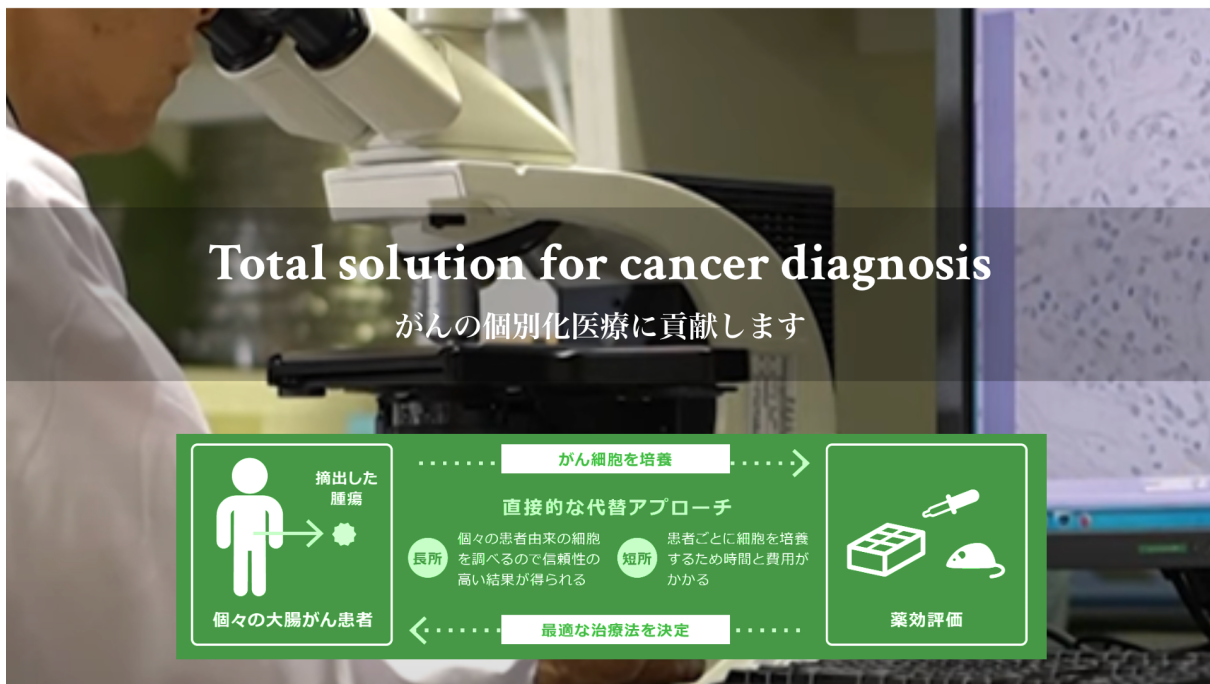 Total solution for cancer diagnosis
がんの個別化医療に貢献します
摘出した
腫瘍
個々の大腸がん患者
がん細胞を培養
直接的な代替アプローチ
長所
個々の患者由来の細胞
を調べるので信頼性の
高い結果が得られる
短所
患者ごとに細胞を培養
するため時間と費用が
かかる
最適な治療法を決定
薬効評価